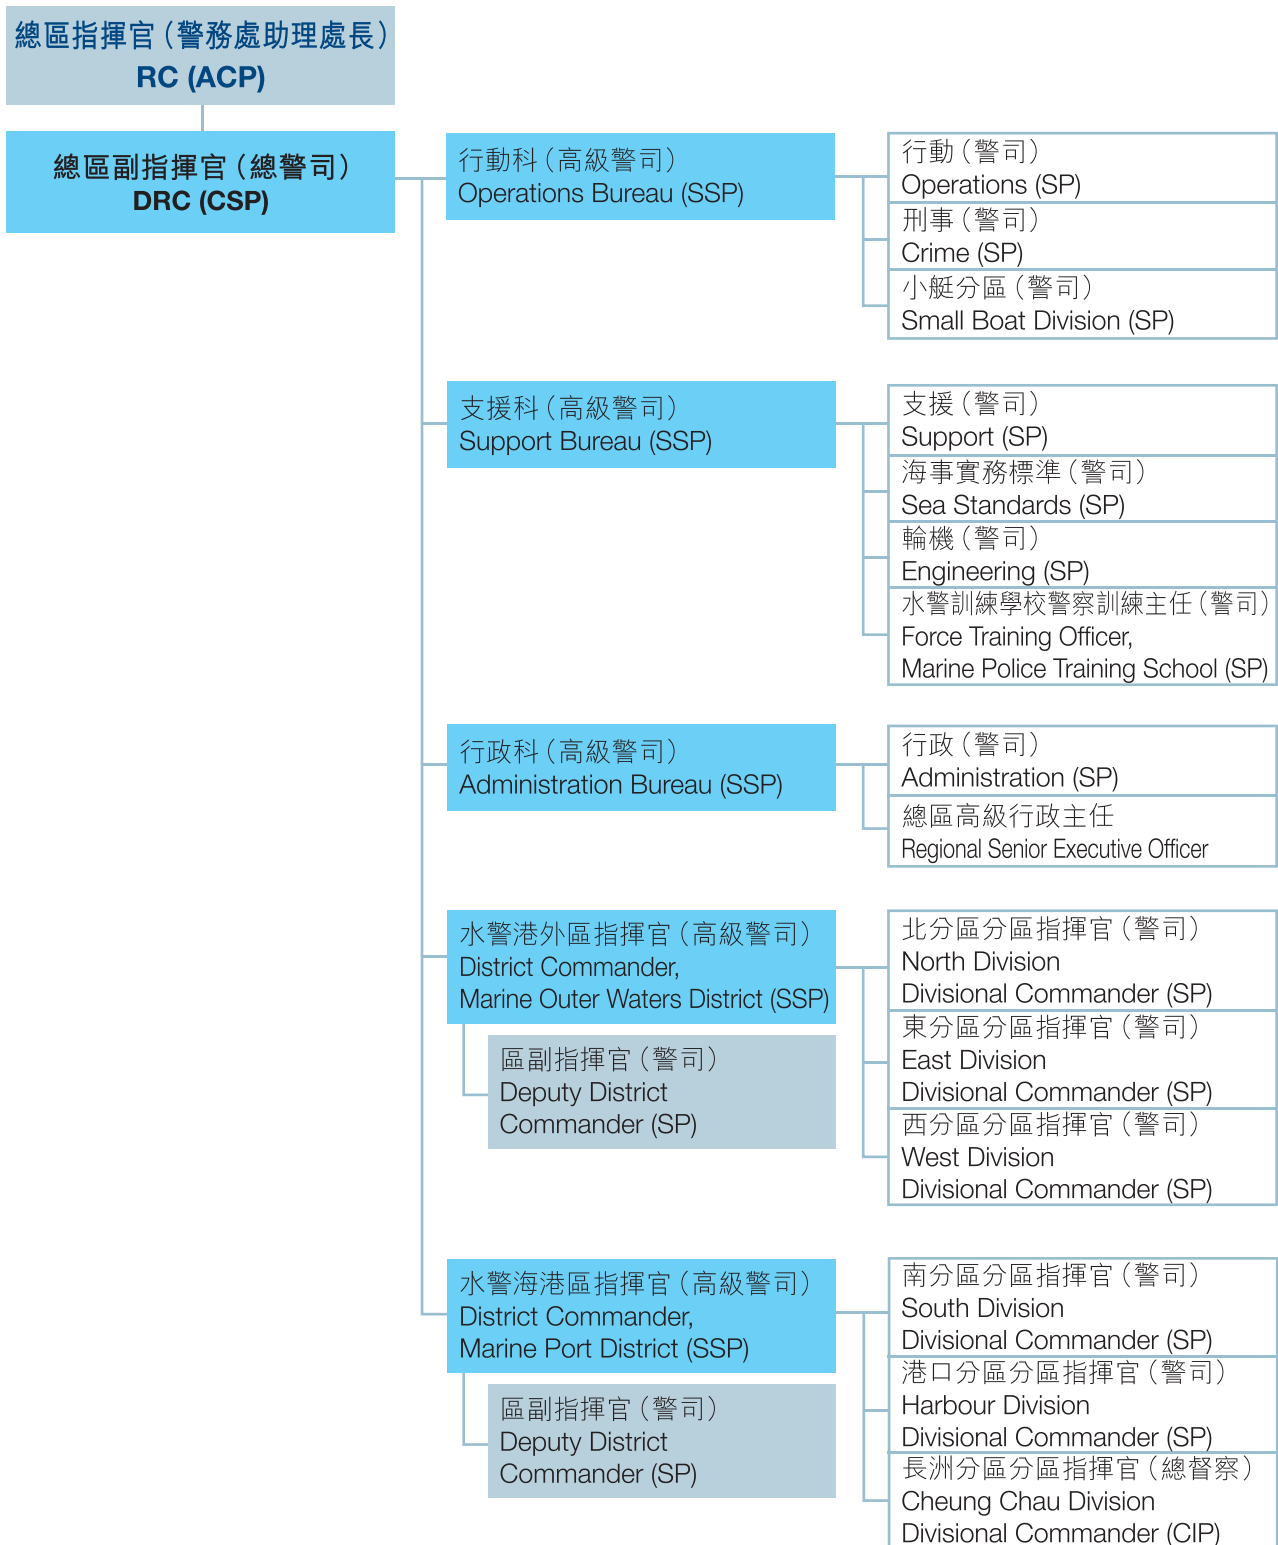 總區指揮官（警務處助理處長）
RC (ACP)
總區副指揮官（總警司）
DRC (CSP)
行動科（高級警司）
Operations Bureau (SSP)
行動（警司）
Operations (SP)
刑事（警司）
Crime (SP)
小艇分區（警司）
Small Boat Division (SP)
支援科（高級警司）
Support Bureau (SSP)
支援（警司）
Support (SP)
海事實務標準（警司）
Sea Standards (SP)
輪機（警司）
Engineering (SP)
水警訓練學校警察訓練主任（警司）
Force Training Officer,
Marine Police Training School (SP)
行政科（高級警司）
Administration Bureau (SSP)
行政（警司）
Administration (SP)
總區高級行政主任
Regional Senior Executive Officer
水警港外區指揮官（高級警司）
District Commander,
Marine Outer Waters District (SSP)
區副指揮官（警司）
Deputy District
Commander (SP)
北分區分區指揮官（警司）
North Division
Divisional Commander (SP)
東分區分區指揮官（警司）
East Division
Divisional Commander (SP)
西分區分區指揮官（警司）
West Division
Divisional Commander (SP)
水警海港區指揮官（高級警司）
District Commander,
Marine Port District (SSP)
區副指揮官（警司）
Deputy District
Commander (SP)
南分區分區指揮官（警司）
South Division
Divisional Commander (SP)
港口分區分區指揮官（警司）
Harbour Division
Divisional Commander (SP)
長洲分區分區指揮官（總督察）
Cheung Chau Division
Divisional Commander (CIP)